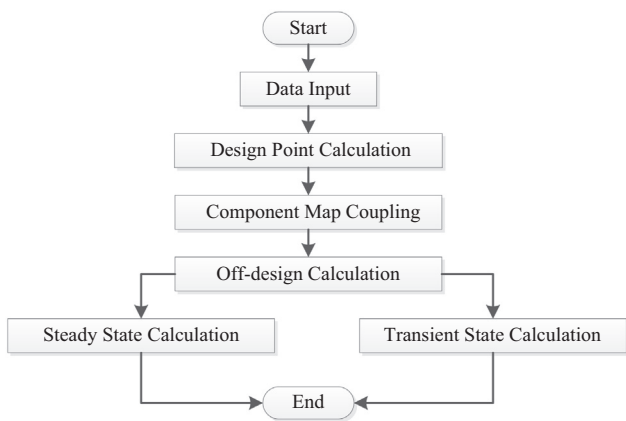 Start
Data Input
Design Point Calculation
Component Map Coupling
Off-design Calculation
Steady State Calculation
Transient State Calculation
End